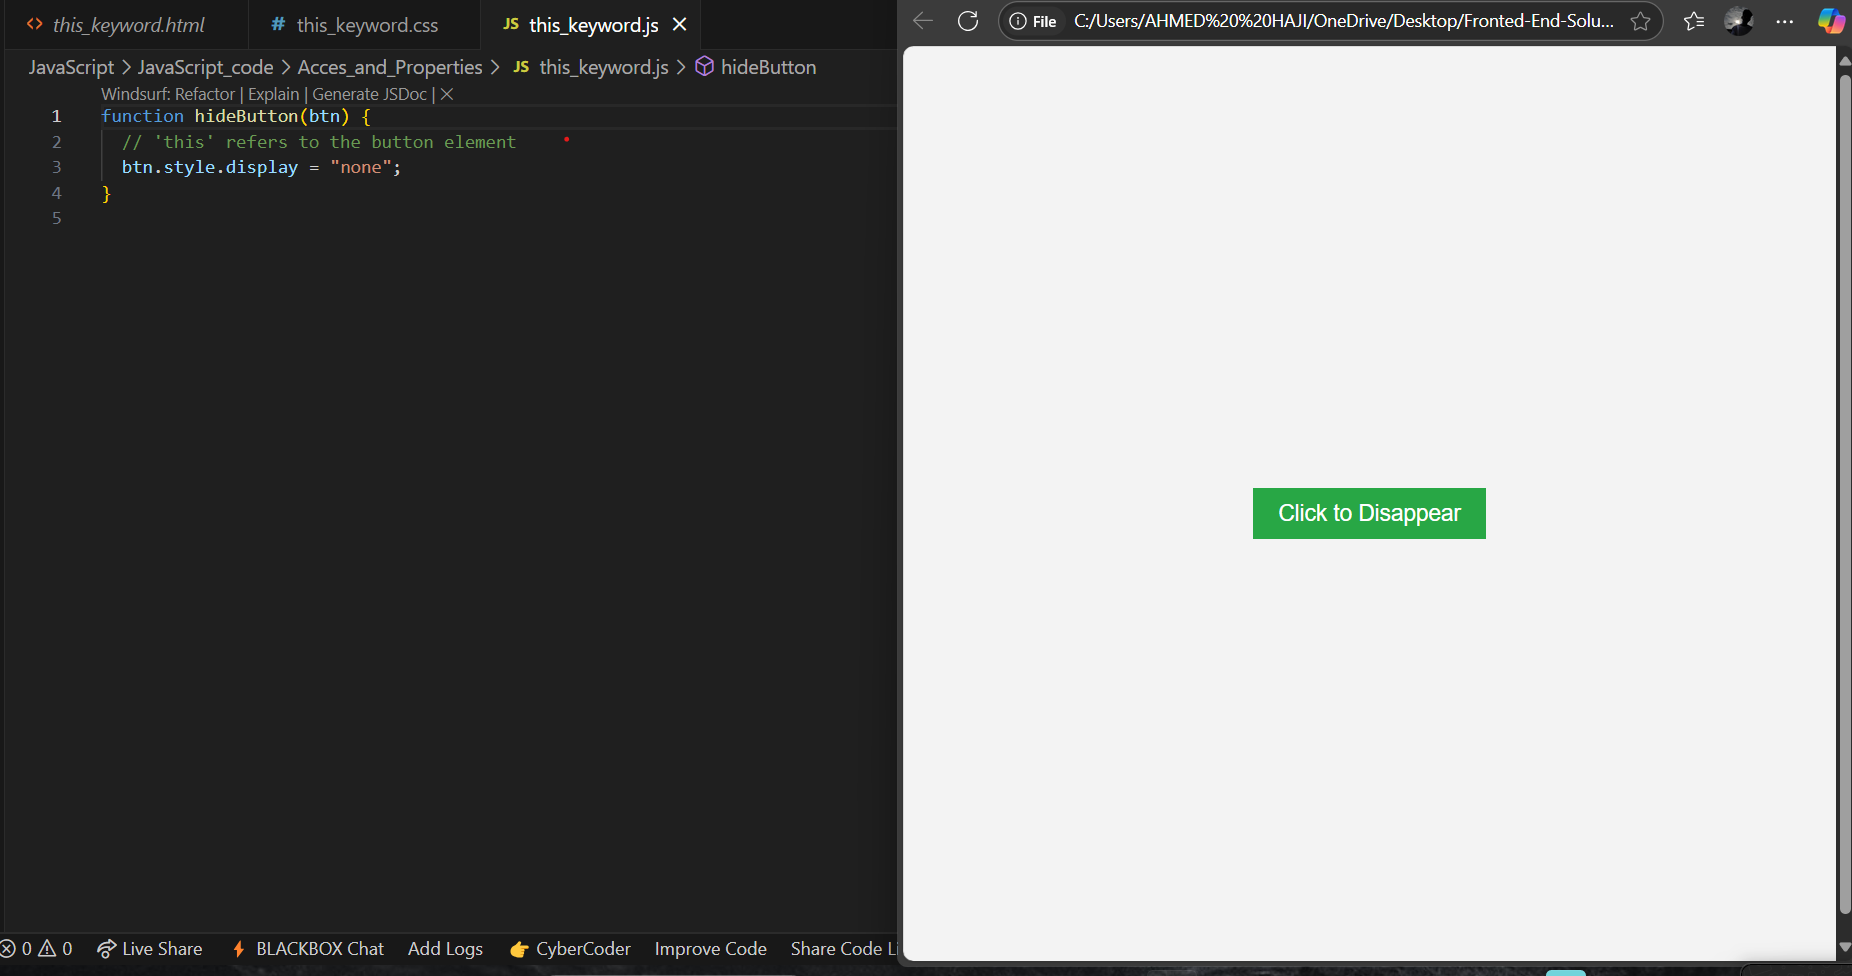 <> this_keyword.html # this_keyword.css JS this_keyword.js ×
JavaScript > JavaScript_code > Acces_and_Properties > JS this_keyword.js > hideButton
Windsurf: Refactor | Explain | Generate JSDoc | ×
1 function hideButton(btn) {
2 // 'this' refers to the button element
3 btn.style.display = "none";
4 }
5
0 0 Live Share BLACKBOX Chat Add Logs CyberCoder Improve Code Share Code Li
File C:/Users/AHMED%20%20HAJI/OneDrive/Desktop/Fronted-End-Solu... ...
Click to Disappear